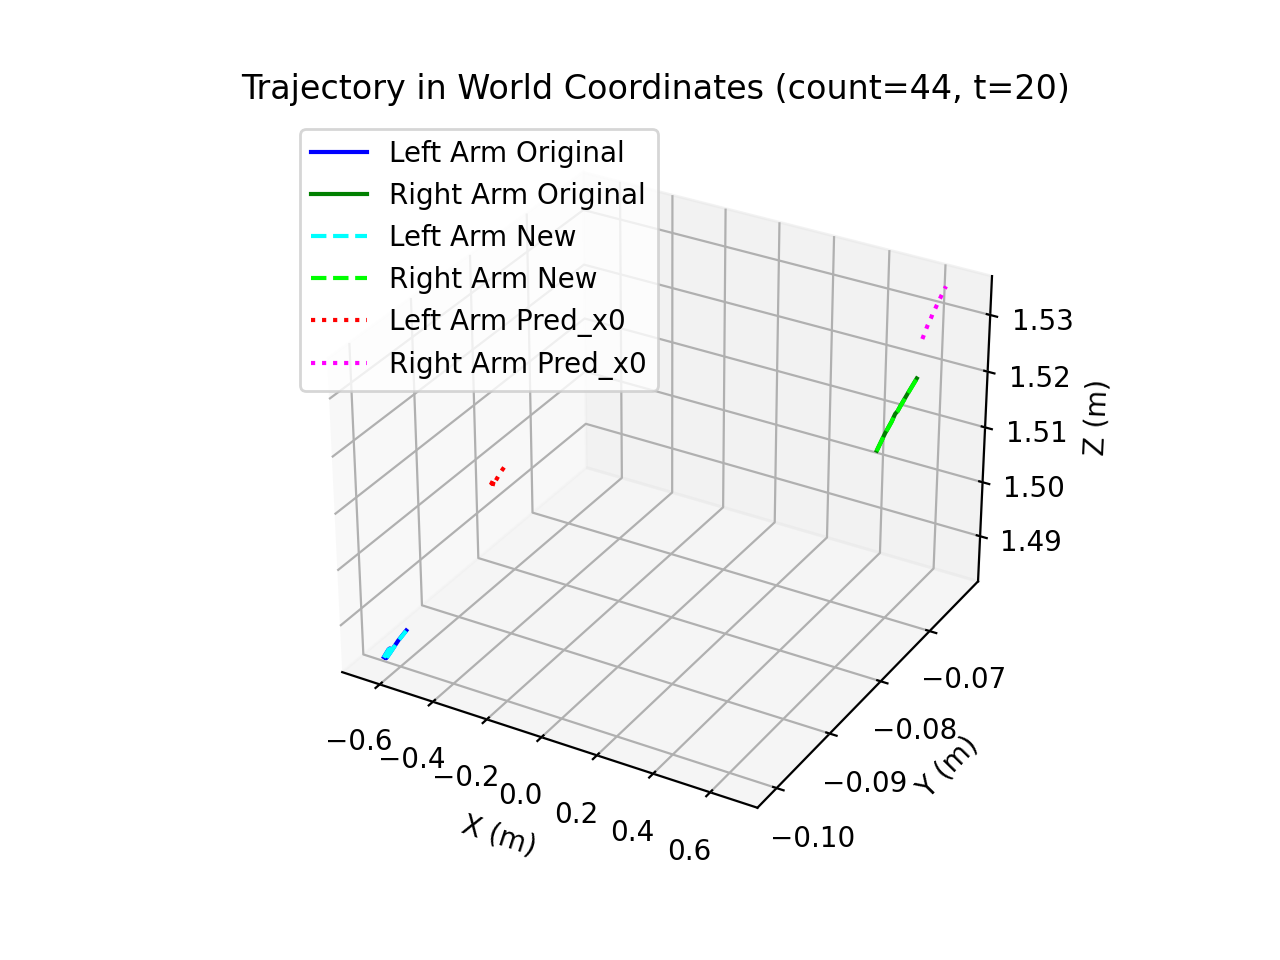 Trajectory in World Coordinates (count=44, t=20)
Left Arm Original
Right Arm Original
Left Arm New
Right Arm New
Left Arm Pred_x0
Right Arm Pred_x0
1.53
1.52
1.51
1.50
1.49
Z (m)
−0.07
−0.08
−0.09
−0.10
Y (m)
−0.6
−0.4
−0.2
0.0
0.2
0.4
0.6
X (m)